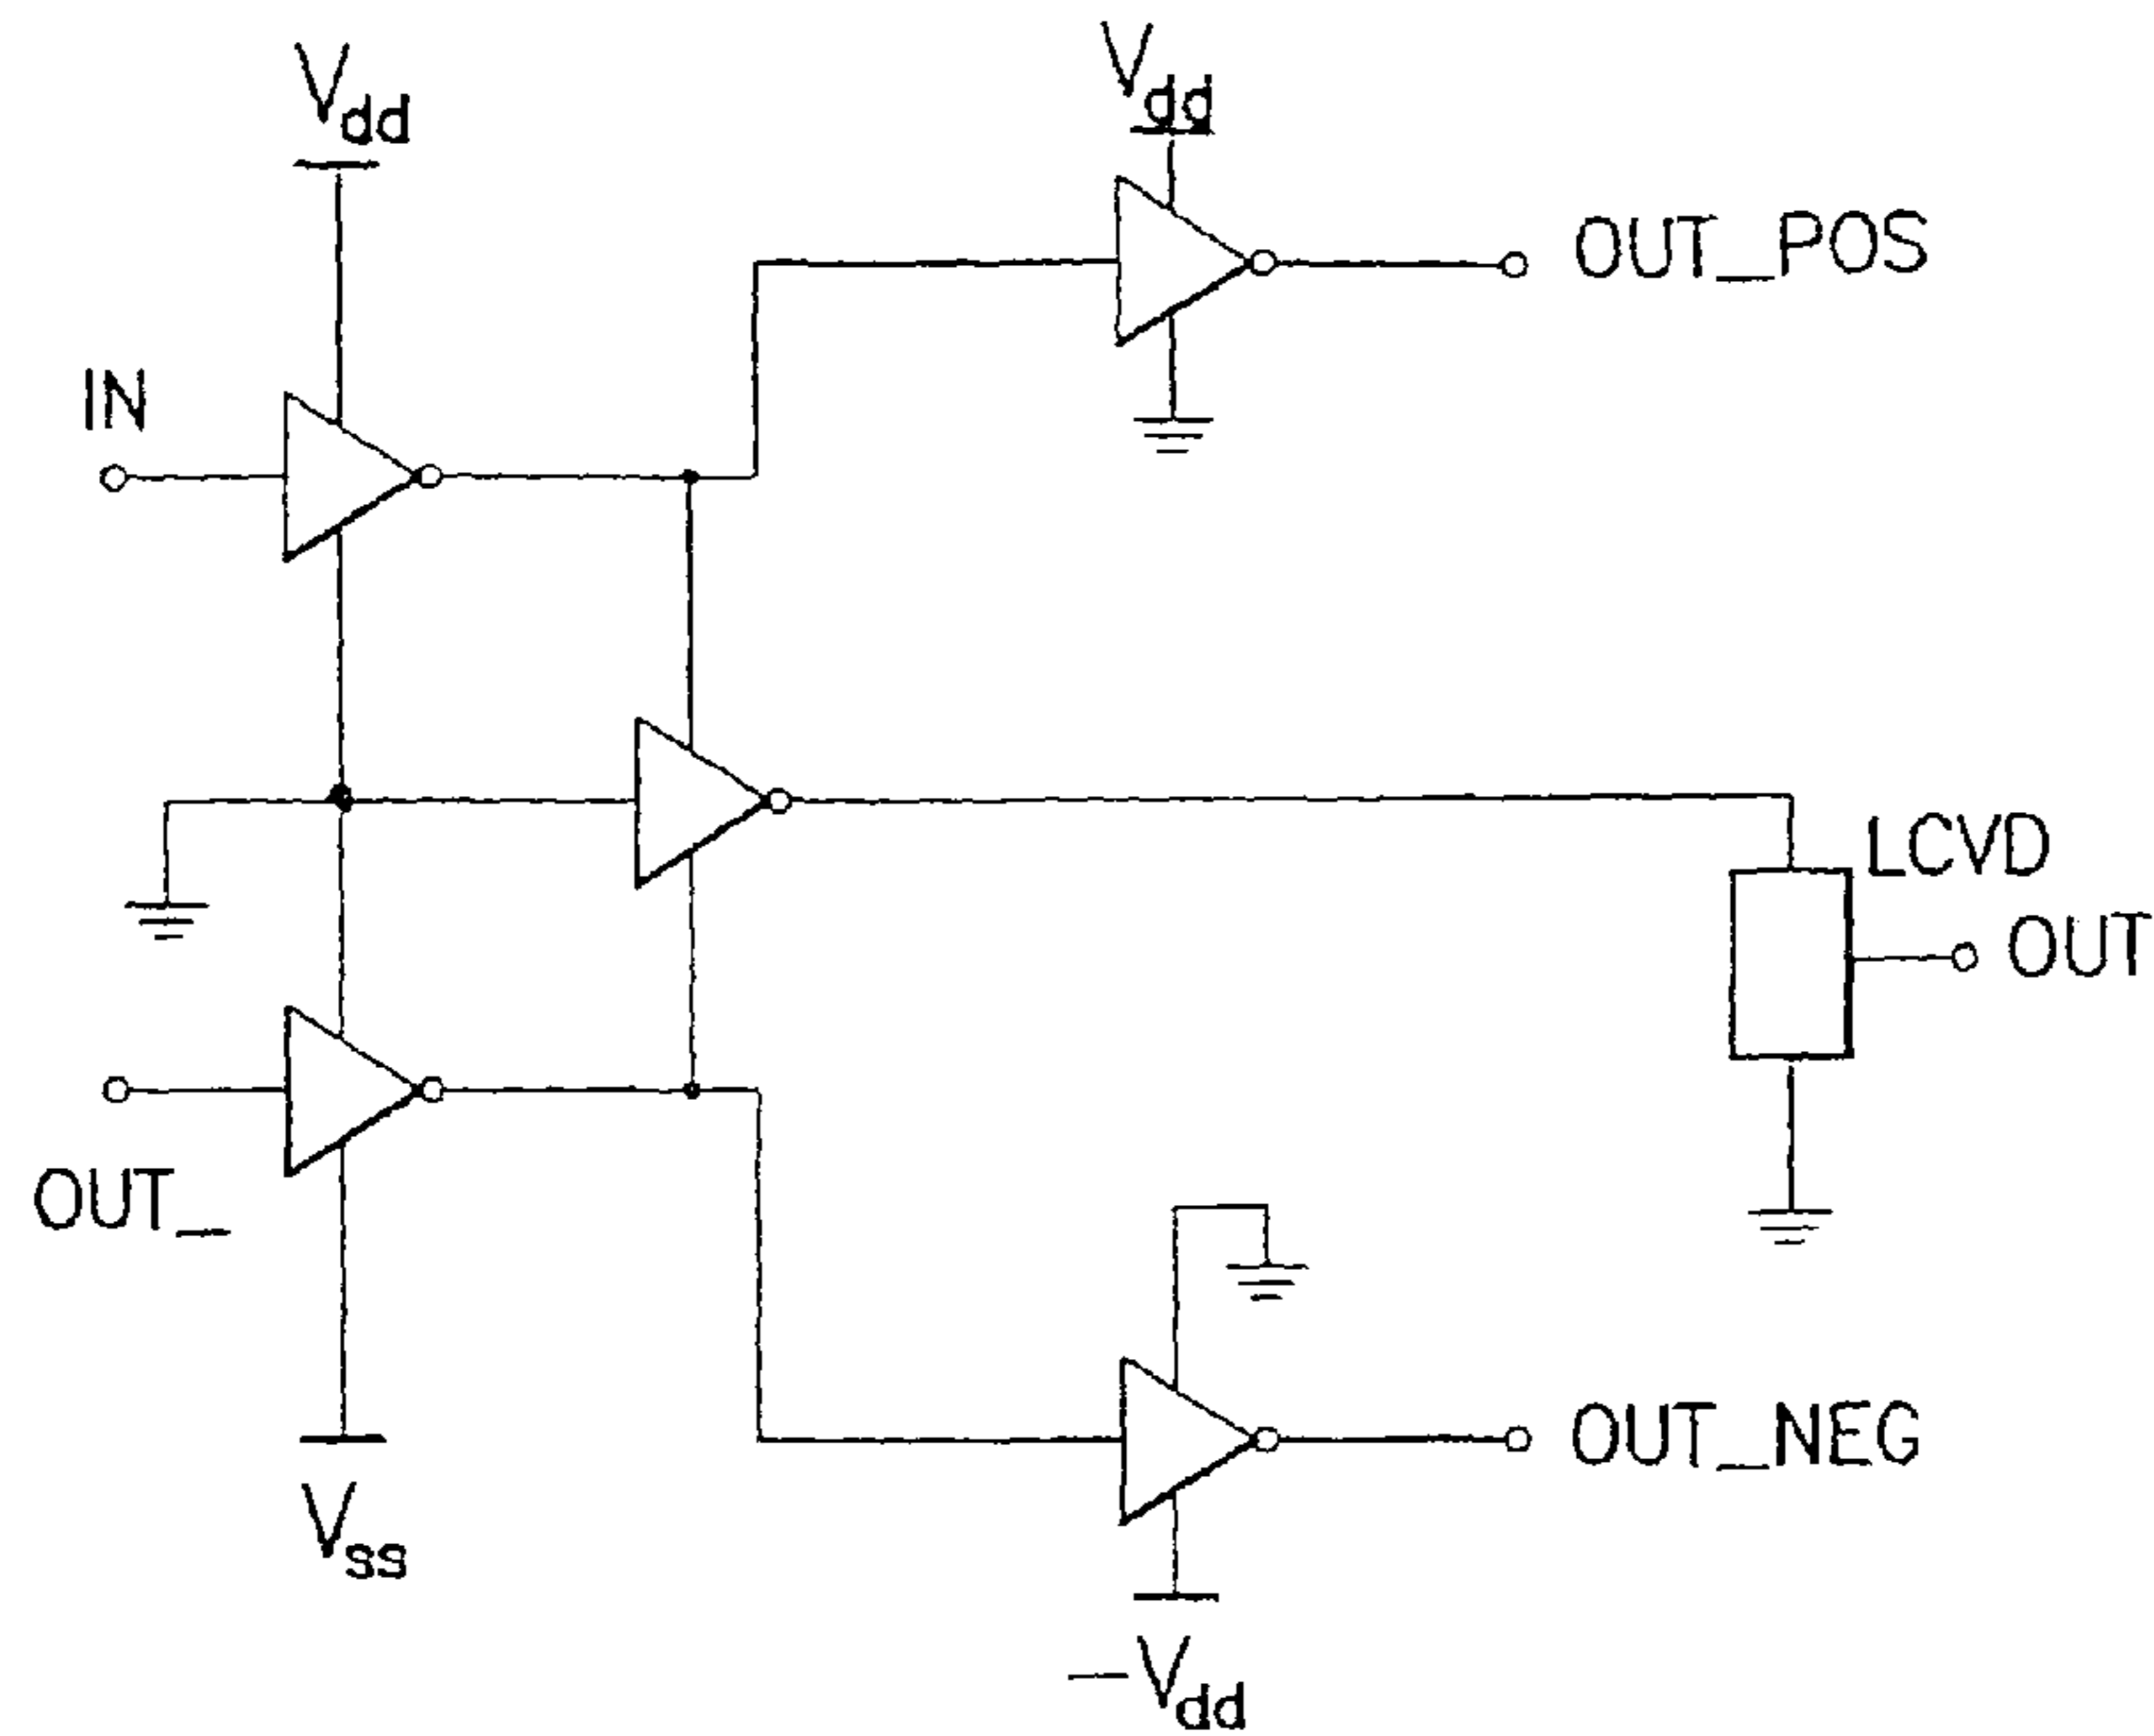 Vdd
Vdd
OUT_POS
IN
LCVD
OUT
OUT_
OUT_NEG
Vss
−Vdd